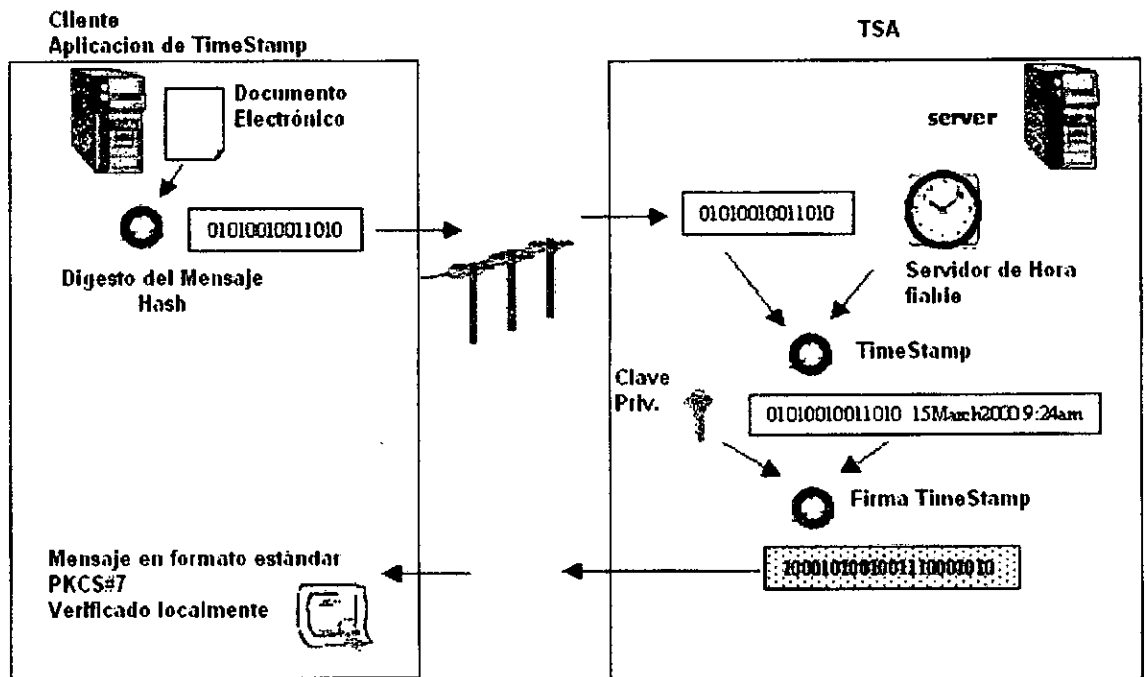 Cliente
Aplicacion de TimeStamp
TSA
Documento
Electrónico
server
01010010011010
01010010011010
Digesto del Mensaje
Hash
Servidor de Hora
fiable
TimeStamp
Clave
Priv.
01010010011010 15March2000 9:24am
Firma TimeStamp
Mensaje en formato estándar
PKCS#7
Verificado localmente